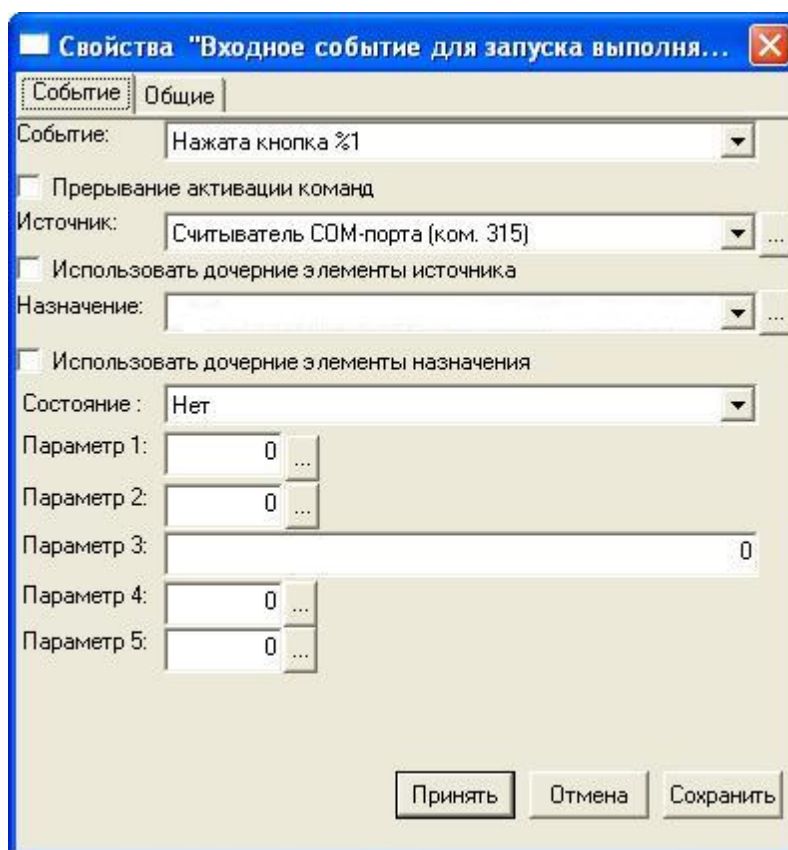 Свойства "Входное событие для запуска выполня...
Событие Общие
Событие: Нажата кнопка %1
Прерывание активации команд
Источник: Считыватель COM-порта (ком. 315) ...
Использовать дочерние элементы источника
Назначение: ...
Использовать дочерние элементы назначения
Состояние : Нет
Параметр 1: 0 ...
Параметр 2: 0 ...
Параметр 3: 0
Параметр 4: 0 ...
Параметр 5: 0 ...
Принять Отмена Сохранить